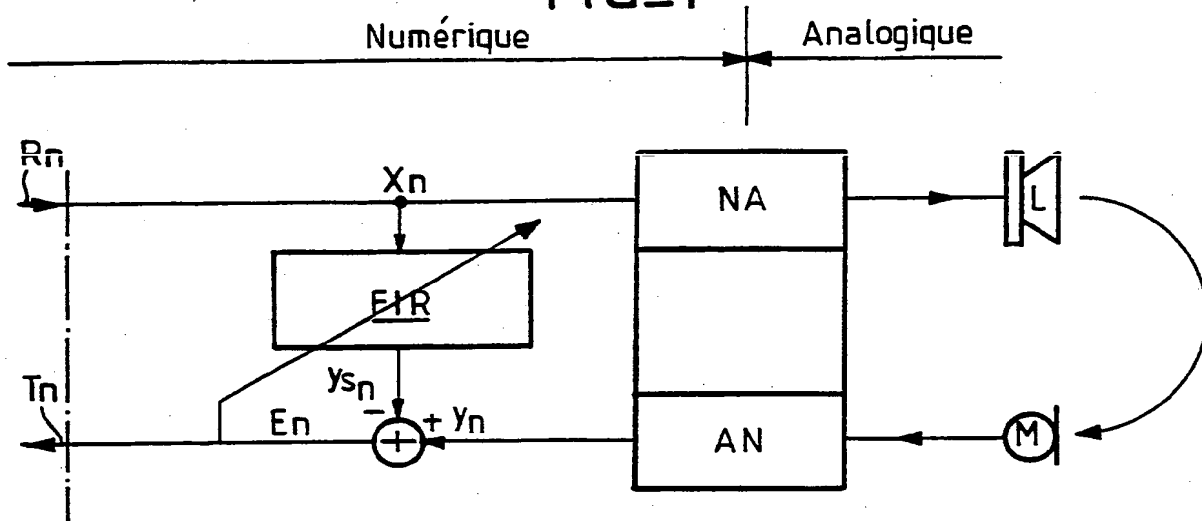 Numérique
Analogique
Rn
Xn
NA
L
FIR
ysn
Tn
En
- + yn
+
AN
M